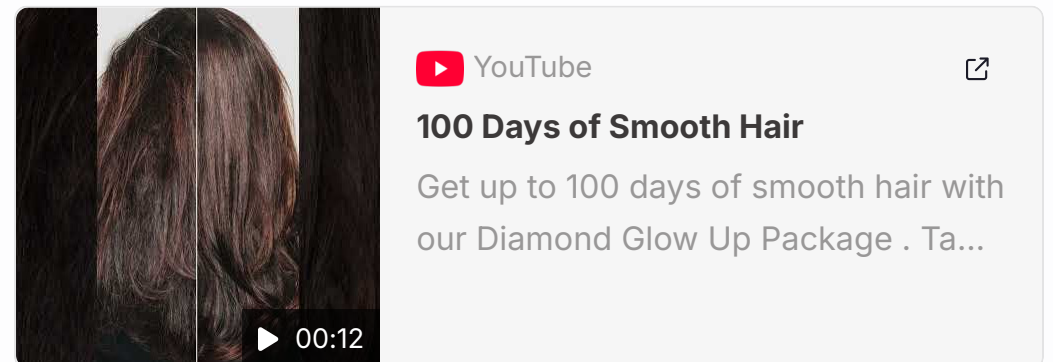 YouTube
100 Days of Smooth Hair
Get up to 100 days of smooth hair with
our Diamond Glow Up Package . Ta...
00:12